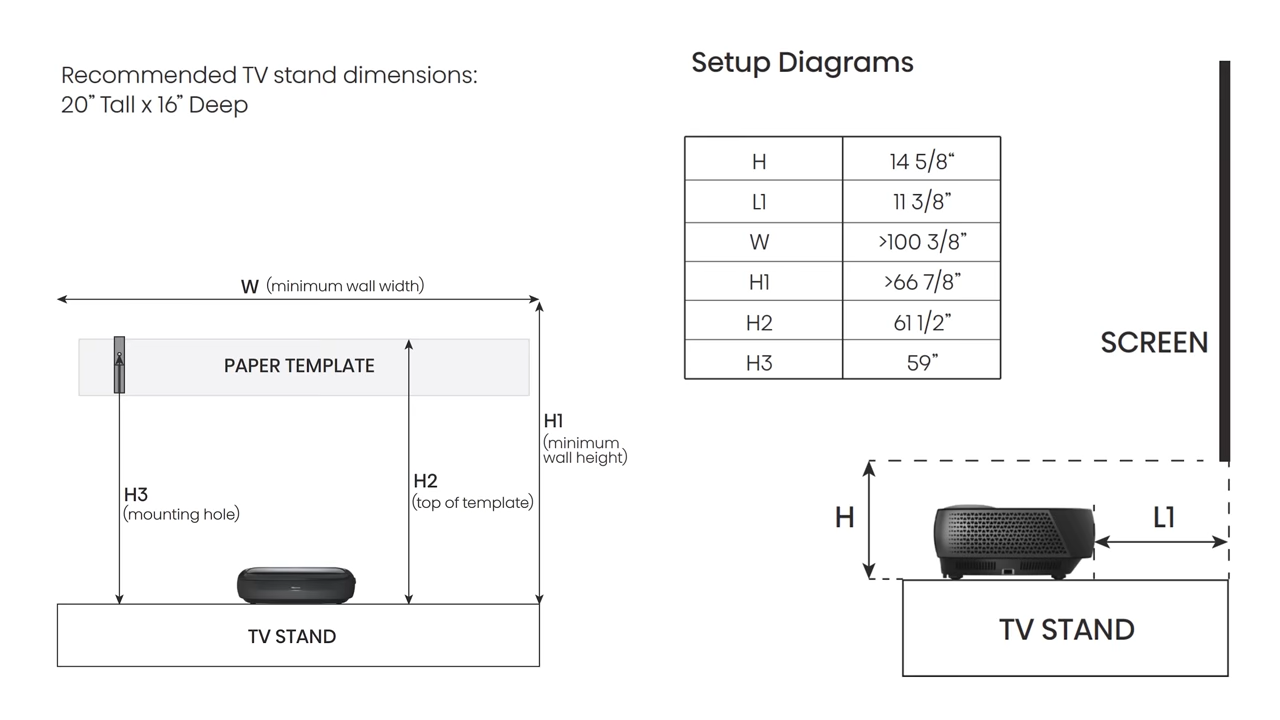 Recommended TV stand dimensions:
20” Tall x 16” Deep
W (minimum wall width)
PAPER TEMPLATE
H1
(minimum
wall height)
H2
(top of template)
H3
(mounting hole)
TV STAND
Setup Diagrams
H 14 5/8“
L1 11 3/8”
W >100 3/8”
H1 >66 7/8”
H2 61 1/2”
H3 59”
SCREEN
H
L1
TV STAND